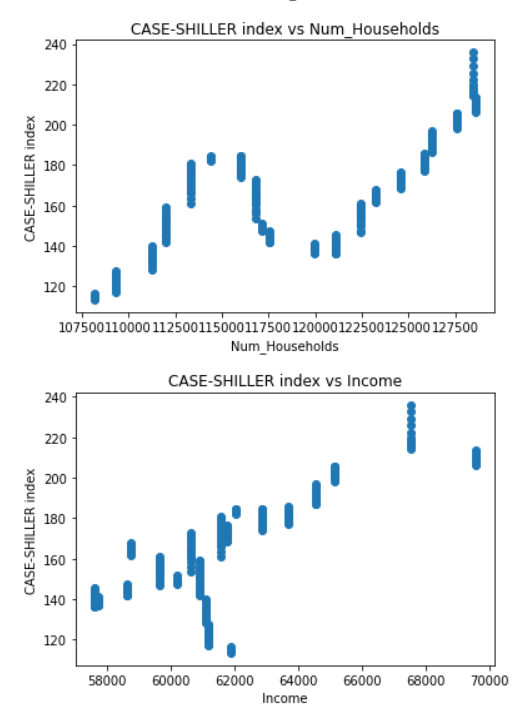 CASE-SHILLER index vs Num_Households
240
220
200
180
160
140
120
CASE-SHILLER index
107500 110000 112500 115000 117500 120000 122500 125000 127500
Num_Households
CASE-SHILLER index vs Income
240
220
200
180
160
140
120
CASE-SHILLER index
58000 60000 62000 64000 66000 68000 70000
Income